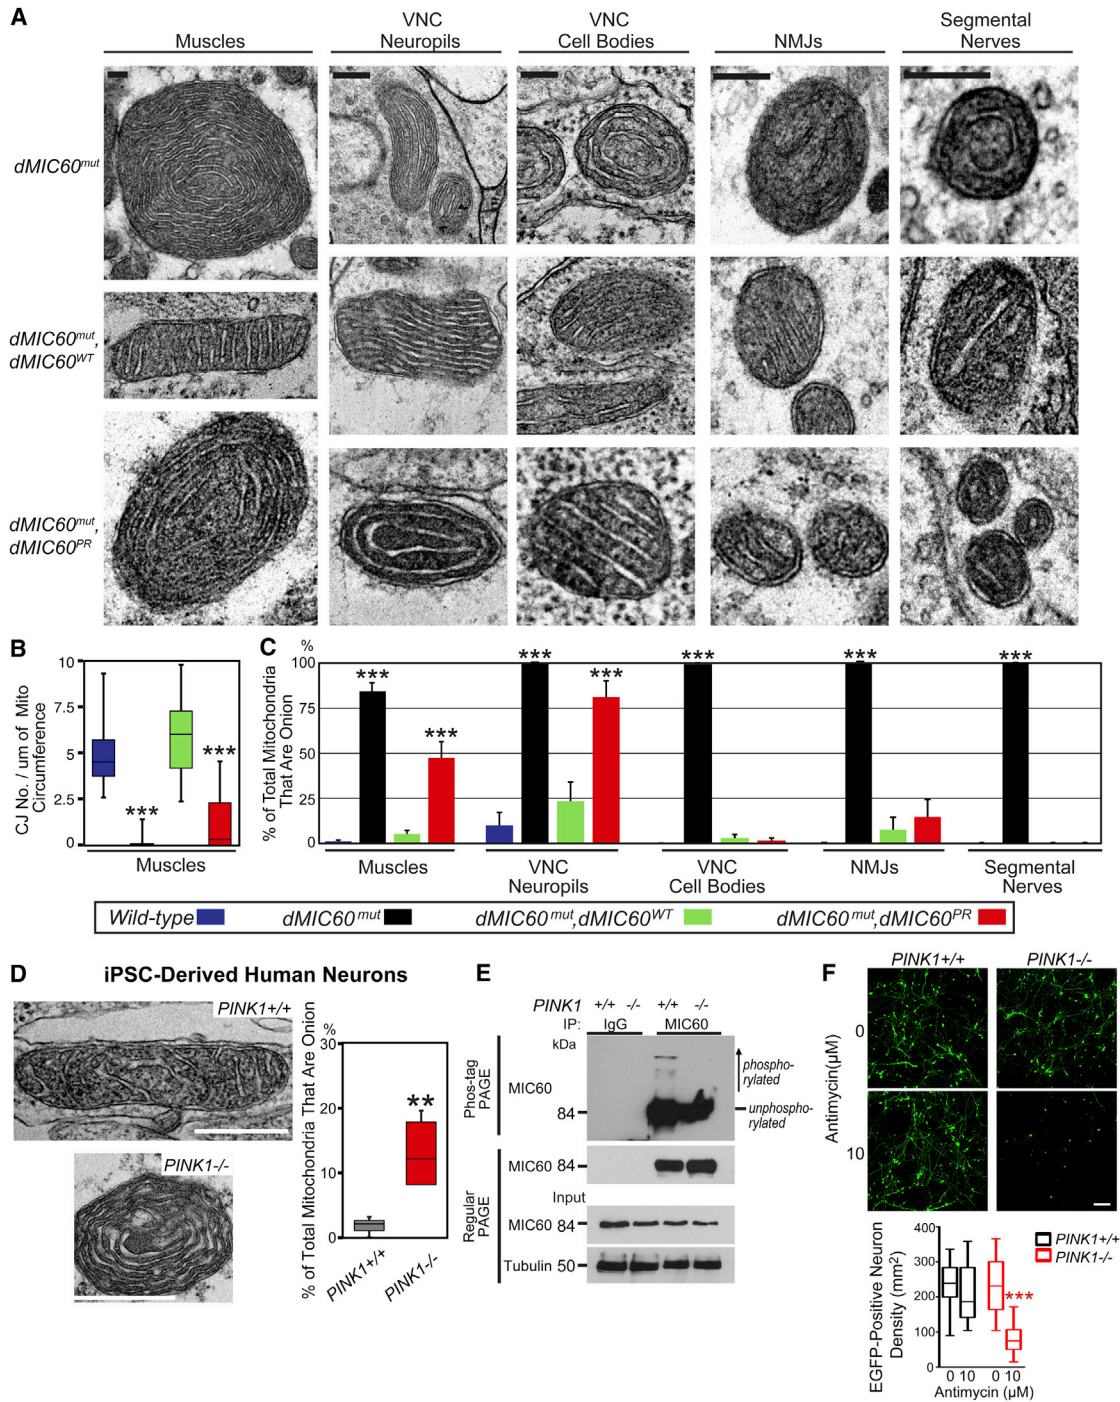 A
Muscles
VNC
Neuropils
VNC
Cell Bodies
NMJs
Segmental
Nerves
dMIC60mut
dMIC60mut,
dMIC60WT
dMIC60mut,
dMIC60PR
B
CJ No. / um of Mito
Circumference
10
7.5
5
2.5
0
***
***
Muscles
C
% of Total Mitochondria
That Are Onion
%
100
75
50
25
0
***
***
***
***
***
***
***
Muscles
VNC
Neuropils
VNC
Cell Bodies
NMJs
Segmental
Nerves
Wild-type
dMIC60mut
dMIC60mut,dMIC60WT
dMIC60mut,dMIC60PR
D
iPSC-Derived Human Neurons
PINK1+/+
PINK1-/-
% of Total Mitochondria That Are Onion
%
30
20
10
0
**
PINK1+/+
PINK1-/-
E
PINK1 +/+ -/- +/+ -/-
IP: IgG MIC60
kDa
Phos-tag
PAGE
MIC60
84
phospho-
rylated
unphospho-
rylated
Regular
PAGE
MIC60 84
Input
MIC60 84
Tubulin 50
F
PINK1+/+
PINK1-/-
Antimycin(µM)
0
10
EGFP-Positive Neuron
Density (mm2)
400
300
200
100
0
***
PINK1+/+
PINK1-/-
0 10 0 10
Antimycin (µM)